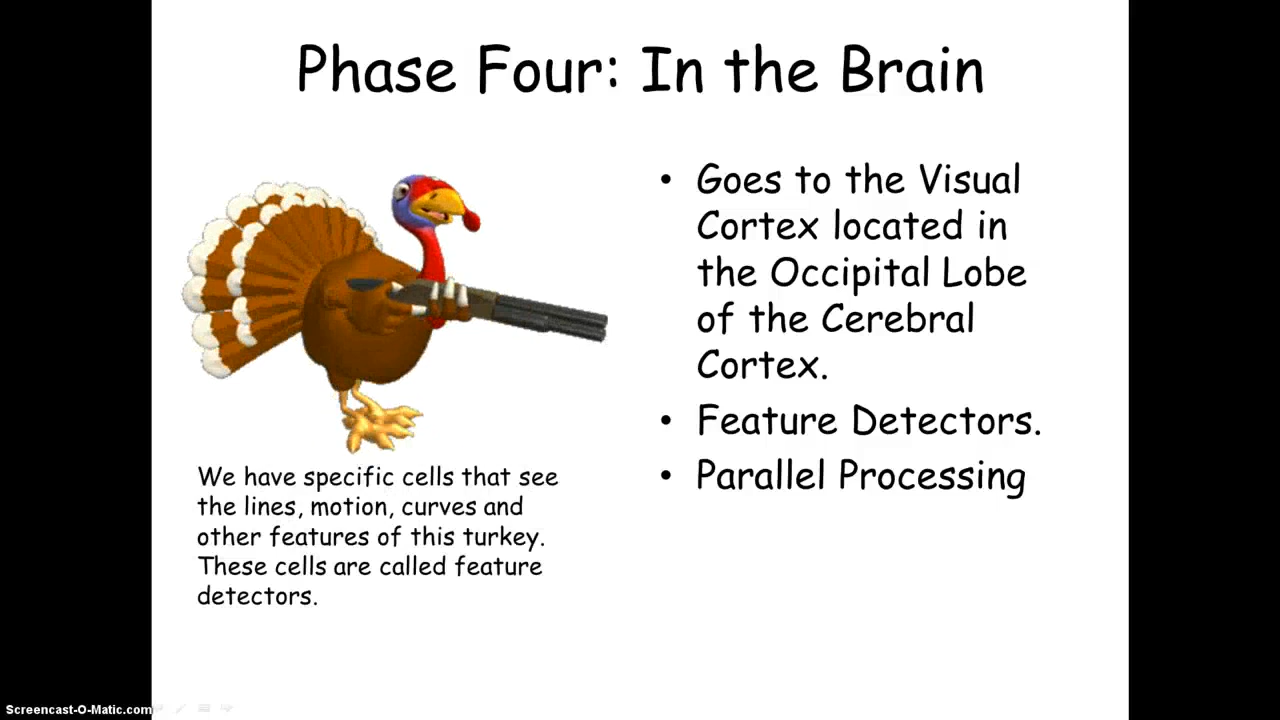 Phase Four: In the Brain
We have specific cells that see
the lines, motion, curves and
other features of this turkey.
These cells are called feature
detectors.
• Goes to the Visual
Cortex located in
the Occipital Lobe
of the Cerebral
Cortex.
• Feature Detectors.
• Parallel Processing
Screencast-O-Matic.com